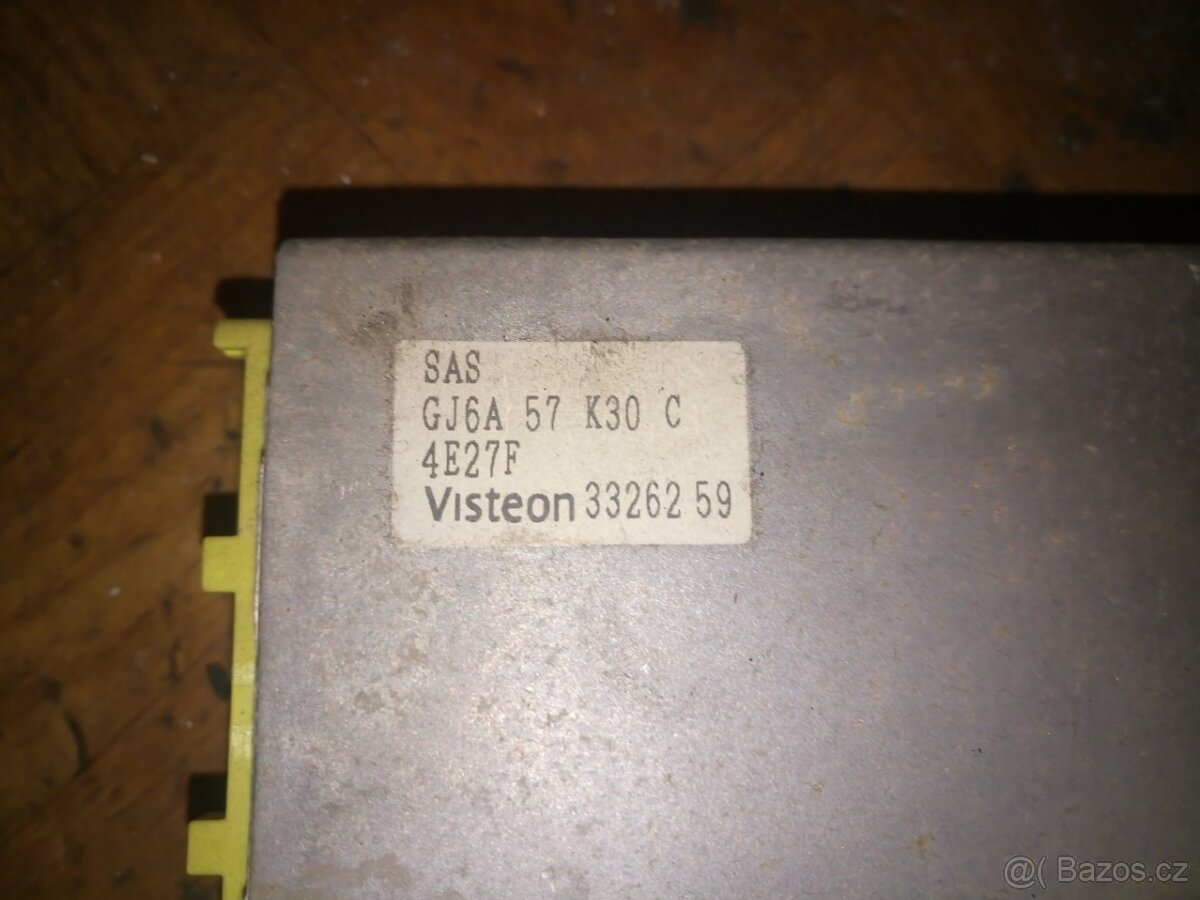 SAS
GJ6A 57 K30 C
4E27F
Visteon 33262 59
@( Bazos.cz